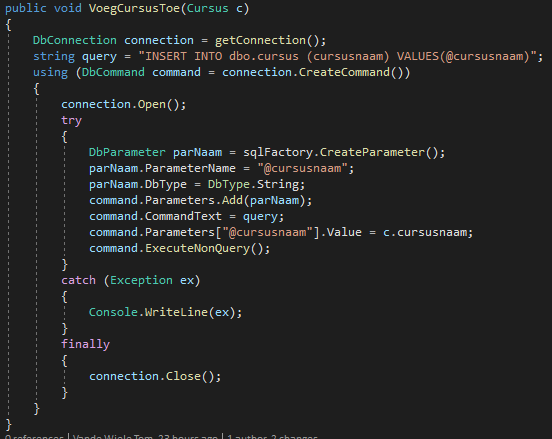 public void VoegCursusToe(Cursus c)
{
    DbConnection connection = getConnection();
    string query = "INSERT INTO dbo.cursus (cursusnaam) VALUES(@cursusnaam)";
    using (DbCommand command = connection.CreateCommand())
    {
        connection.Open();
        try
        {
            DbParameter parNaam = sqlFactory.CreateParameter();
            parNaam.ParameterName = "@cursusnaam";
            parNaam.DbType = DbType.String;
            command.Parameters.Add(parNaam);
            command.CommandText = query;
            command.Parameters["@cursusnaam"].Value = c.cursusnaam;
            command.ExecuteNonQuery();
        }
        catch (Exception ex)
        {
            Console.WriteLine(ex);
        }
        finally
        {
            connection.Close();
        }
    }
}
0 references | Vande Wiele Tom, 23 hours ago | 1 author, 2 changes